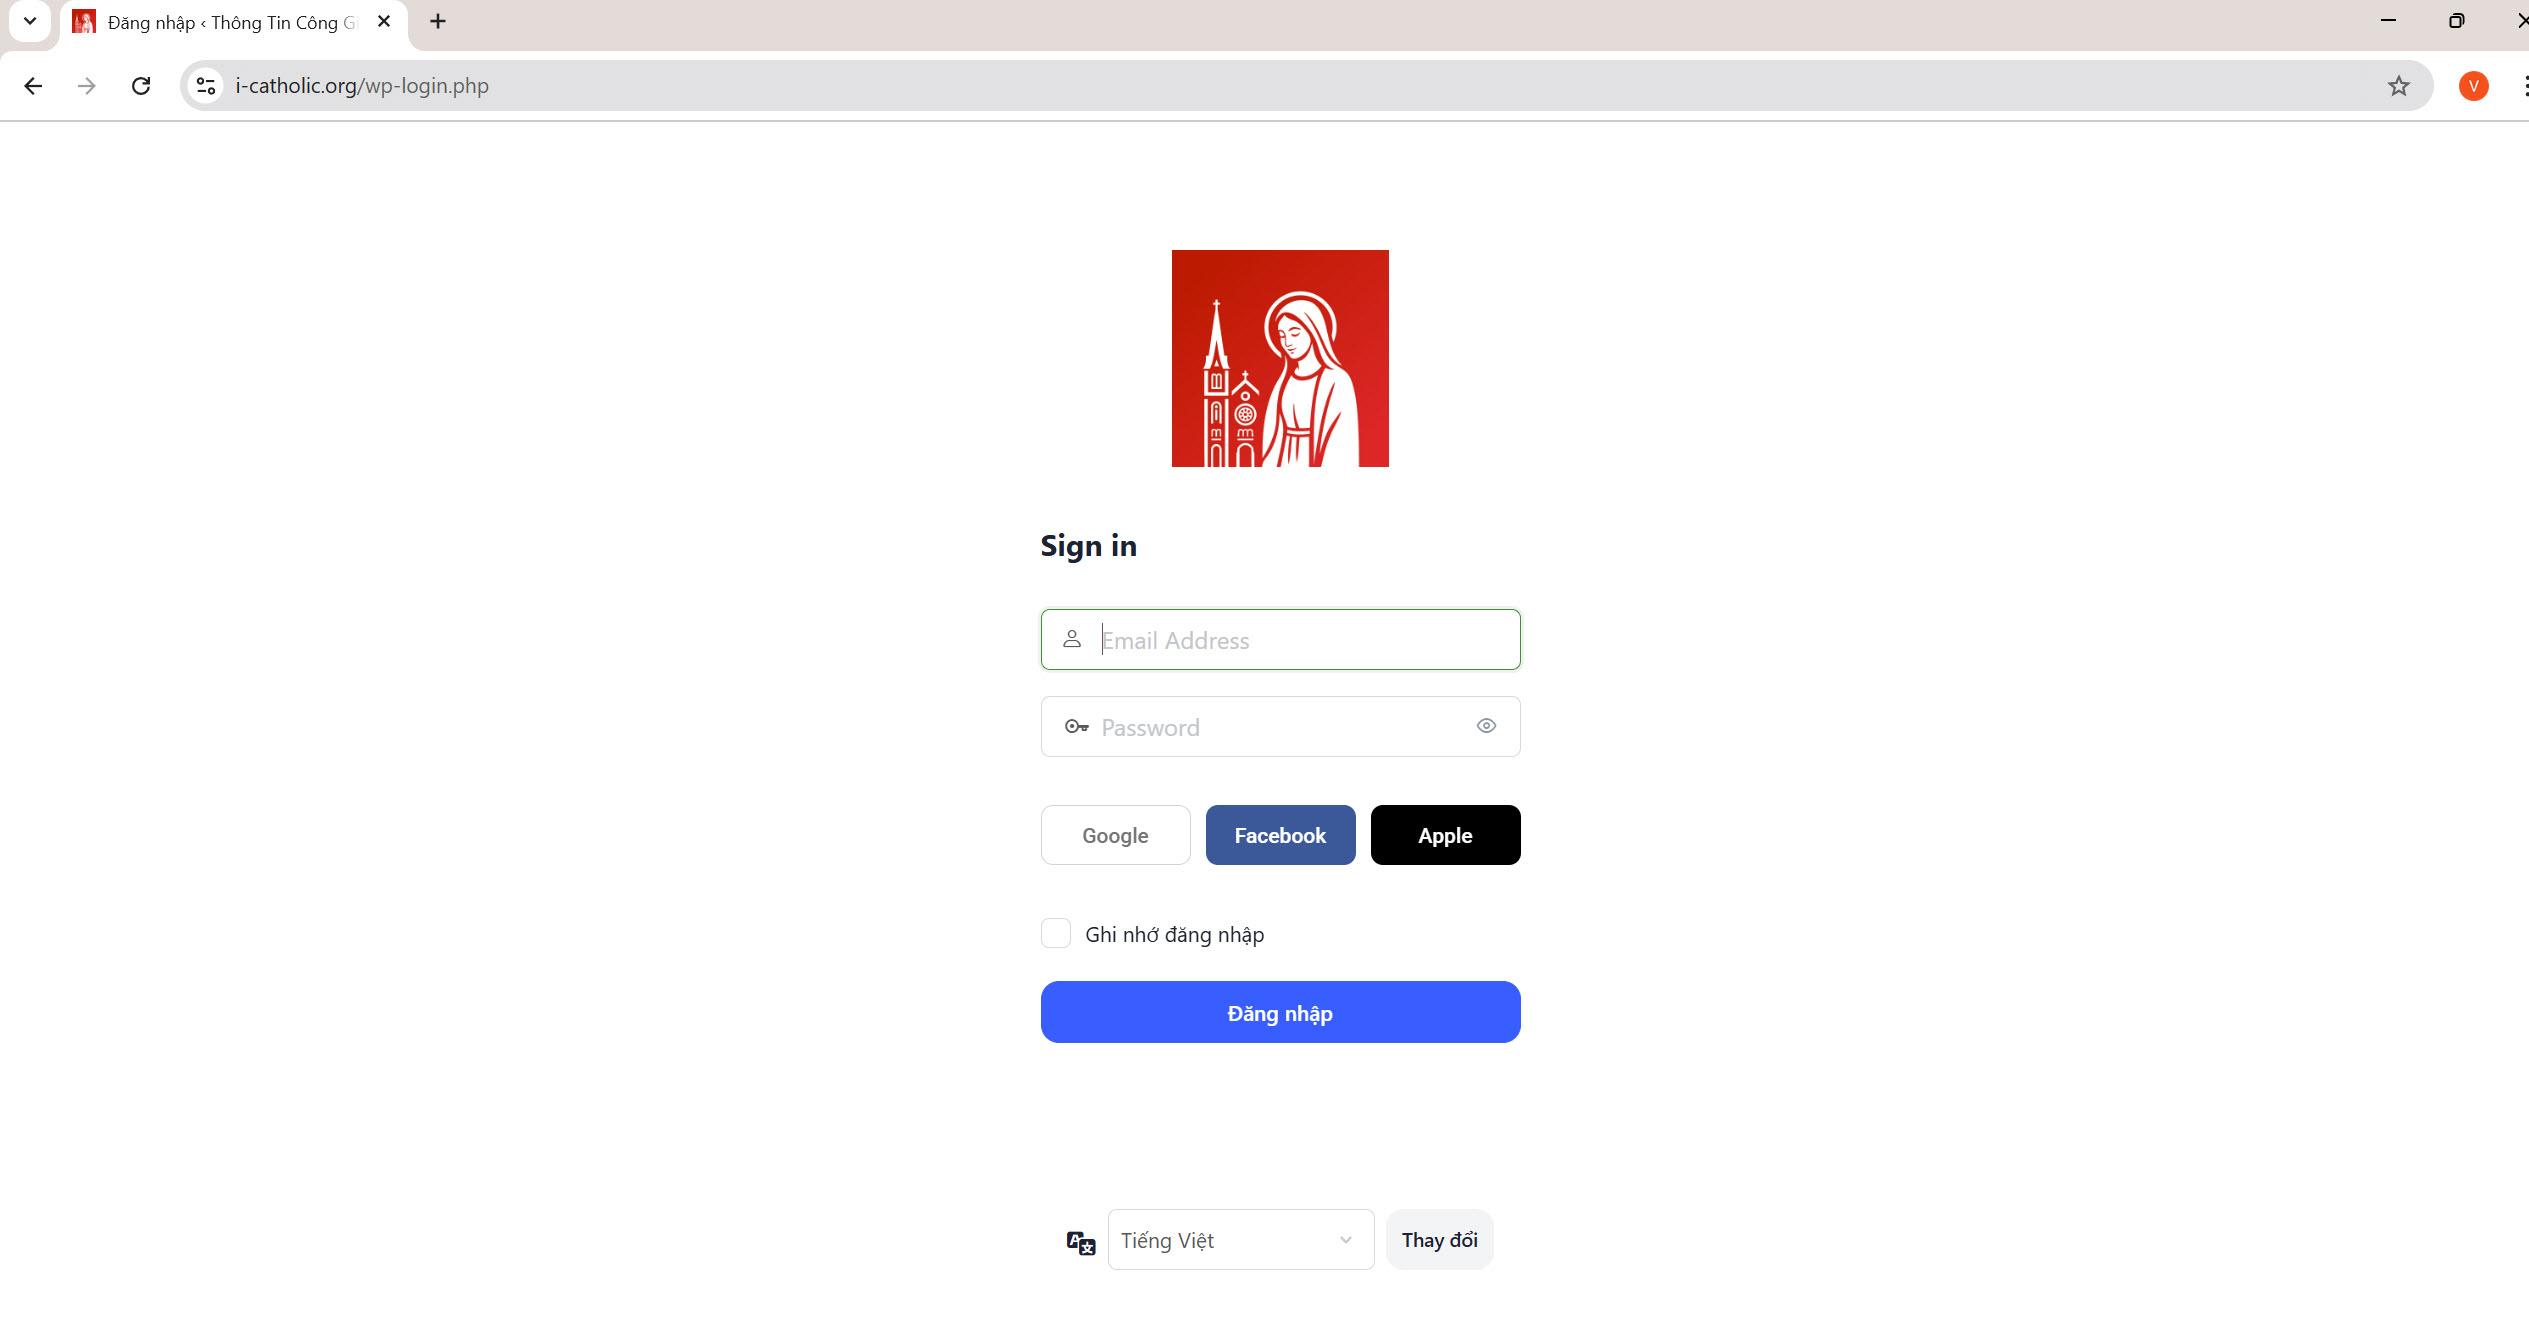 Đăng nhập ‹ Thông Tin Công Gi
i-catholic.org/wp-login.php
V
Sign in
Email Address
Password
Google
Facebook
Apple
Ghi nhớ đăng nhập
Đăng nhập
Tiếng Việt
Thay đổi